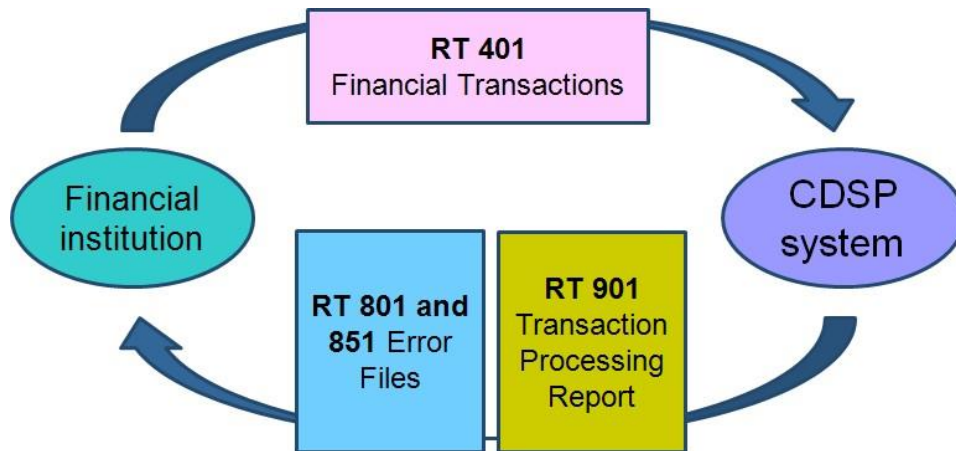 RT 401
Financial Transactions
Financial
institution
CDSP
system
RT 801 and
851 Error
Files
RT 901
Transaction
Processing
Report